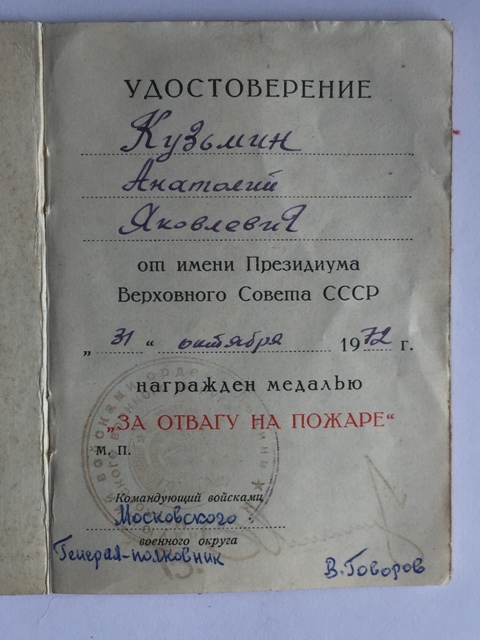 УДОСТОВЕРЕНИЕ
Кузьмин
Анатолий
Яковлевич
от имени Президиума
Верховного Совета СССР
„31“ октября 1972 г.
награжден медалью
„ЗА ОТВАГУ НА ПОЖАРЕ“
М. П.
Командующий войсками
Московского
военного округа
Генерал-полковник
В. Говоров